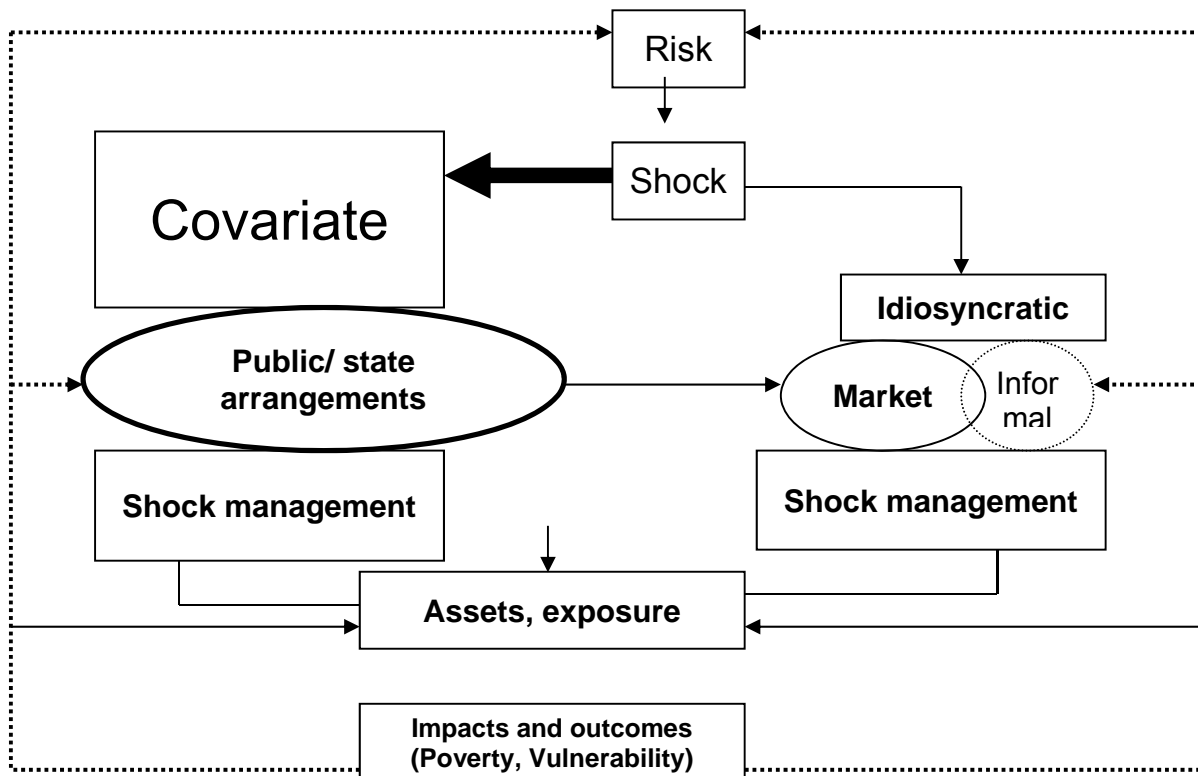 Risk
Shock
Covariate
Idiosyncratic
Public/ state
arrangements
Market
Infor
mal
Shock management
Shock management
Assets, exposure
Impacts and outcomes
(Poverty, Vulnerability)